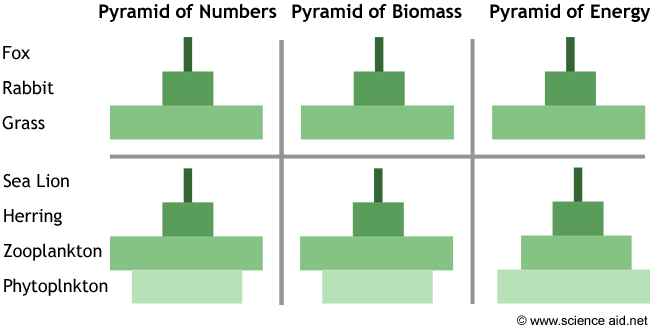 Pyramid of Numbers
Pyramid of Biomass
Pyramid of Energy
Fox
Rabbit
Grass
Sea Lion
Herring
Zooplankton
Phytoplnkton
© www.science aid.net